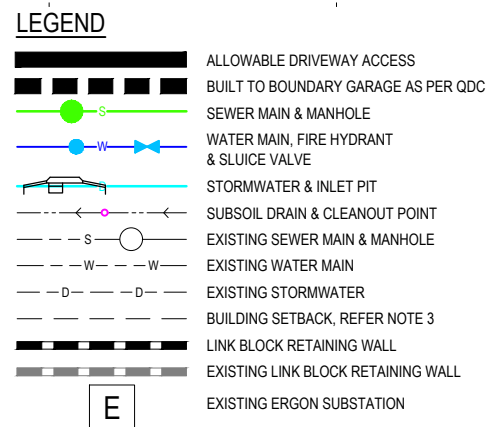 LEGEND
ALLOWABLE DRIVEWAY ACCESS
BUILT TO BOUNDARY GARAGE AS PER QDC
S SEWER MAIN & MANHOLE
W WATER MAIN, FIRE HYDRANT
& SLUICE VALVE
STORMWATER & INLET PIT
SUBSOIL DRAIN & CLEANOUT POINT
S EXISTING SEWER MAIN & MANHOLE
W W EXISTING WATER MAIN
D D EXISTING STORMWATER
BUILDING SETBACK, REFER NOTE 3
LINK BLOCK RETAINING WALL
EXISTING LINK BLOCK RETAINING WALL
E EXISTING ERGON SUBSTATION